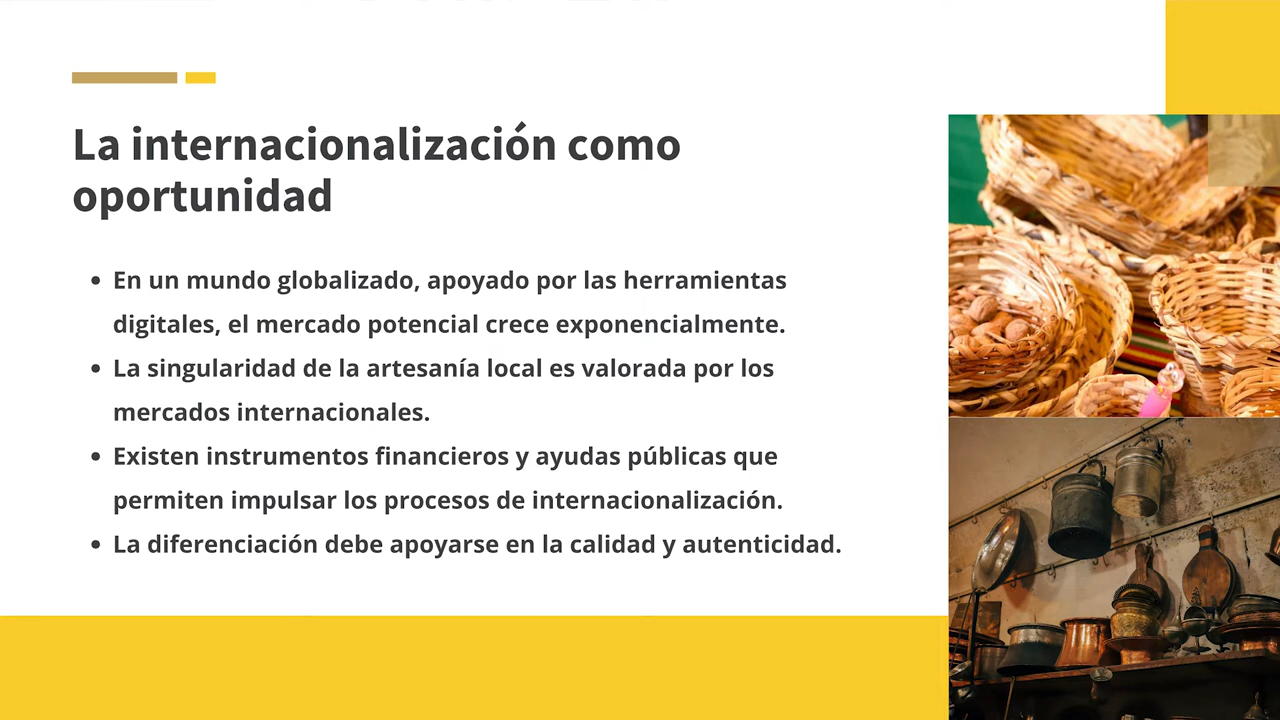 La internacionalización como
oportunidad
• En un mundo globalizado, apoyado por las herramientas
digitales, el mercado potencial crece exponencialmente.
• La singularidad de la artesanía local es valorada por los
mercados internacionales.
• Existen instrumentos financieros y ayudas públicas que
permiten impulsar los procesos de internacionalización.
• La diferenciación debe apoyarse en la calidad y autenticidad.